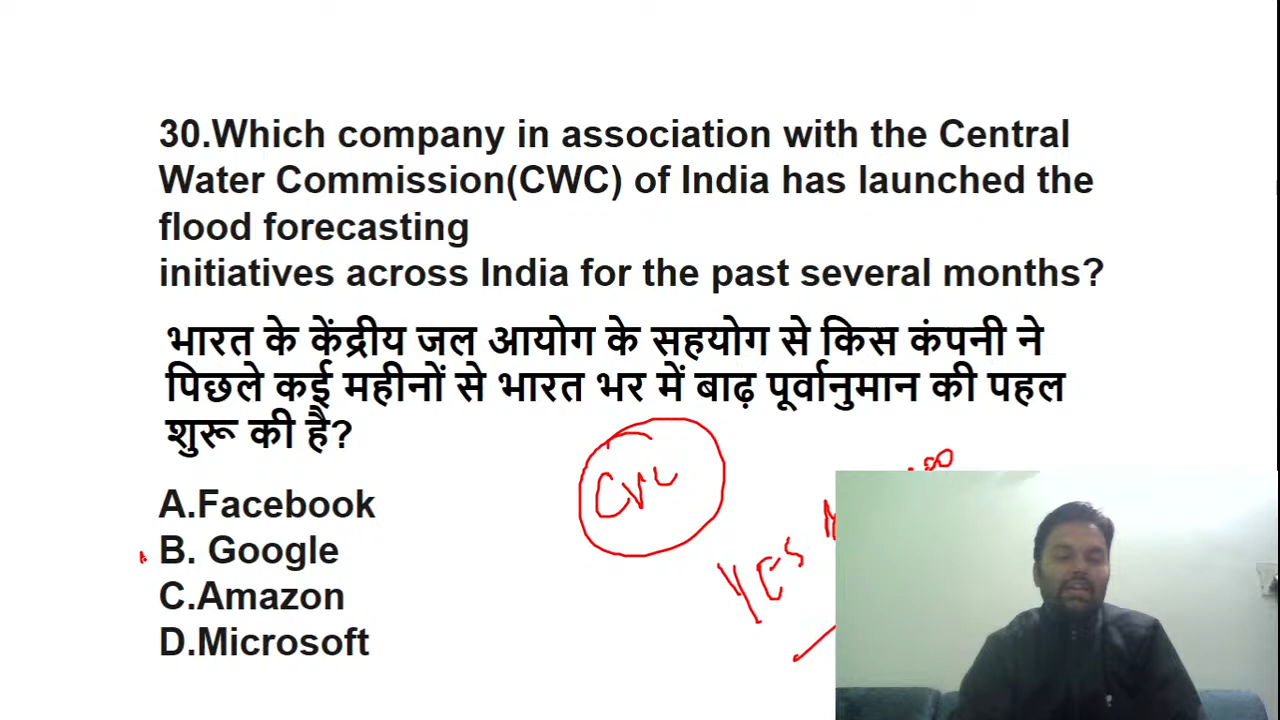 30.Which company in association with the Central
Water Commission(CWC) of India has launched the
flood forecasting
initiatives across India for the past several months?
भारत के केंद्रीय जल आयोग के सहयोग से किस कंपनी ने
पिछले कई महीनों से भारत भर में बाढ़ पूर्वानुमान की पहल
शुरू की है?
CVC
YES
A.Facebook
B. Google
C.Amazon
D.Microsoft